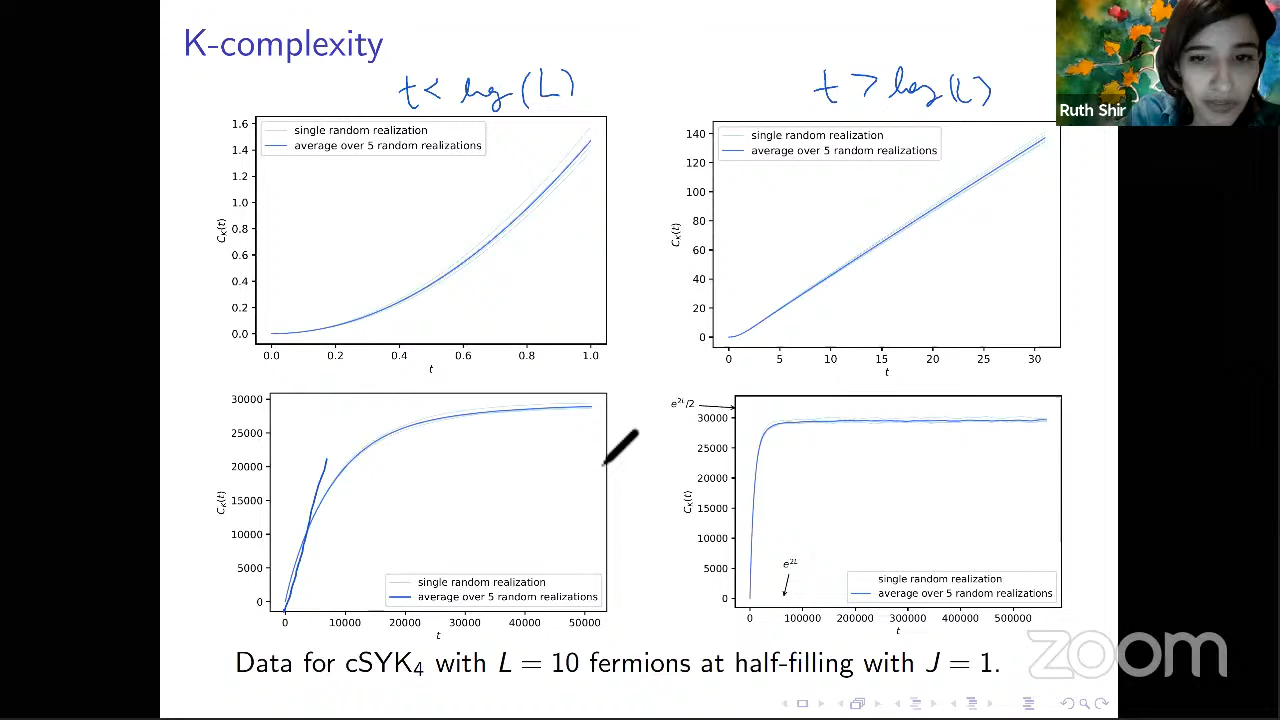 K-complexity
t < log(L)
t > log(L)
Ruth Shir
single random realization
average over 5 random realizations
1.6
1.4
1.2
1.0
0.8
0.6
0.4
0.2
0.0
C_K(t)
0.0 0.2 0.4 0.6 0.8 1.0
t
single random realization
average over 5 random realizations
140
120
100
80
60
40
20
0
C_K(t)
0 5 10 15 20 25 30
t
30000
25000
20000
15000
10000
5000
0
C_K(t)
single random realization
average over 5 random realizations
0 10000 20000 30000 40000 50000
t
e^{2L}/2
30000
25000
20000
15000
10000
5000
0
C_K(t)
e^{2L}
single random realization
average over 5 random realizations
0 100000 200000 300000 400000 500000
t
Data for cSYK₄ with L = 10 fermions at half-filling with J = 1.
zoom